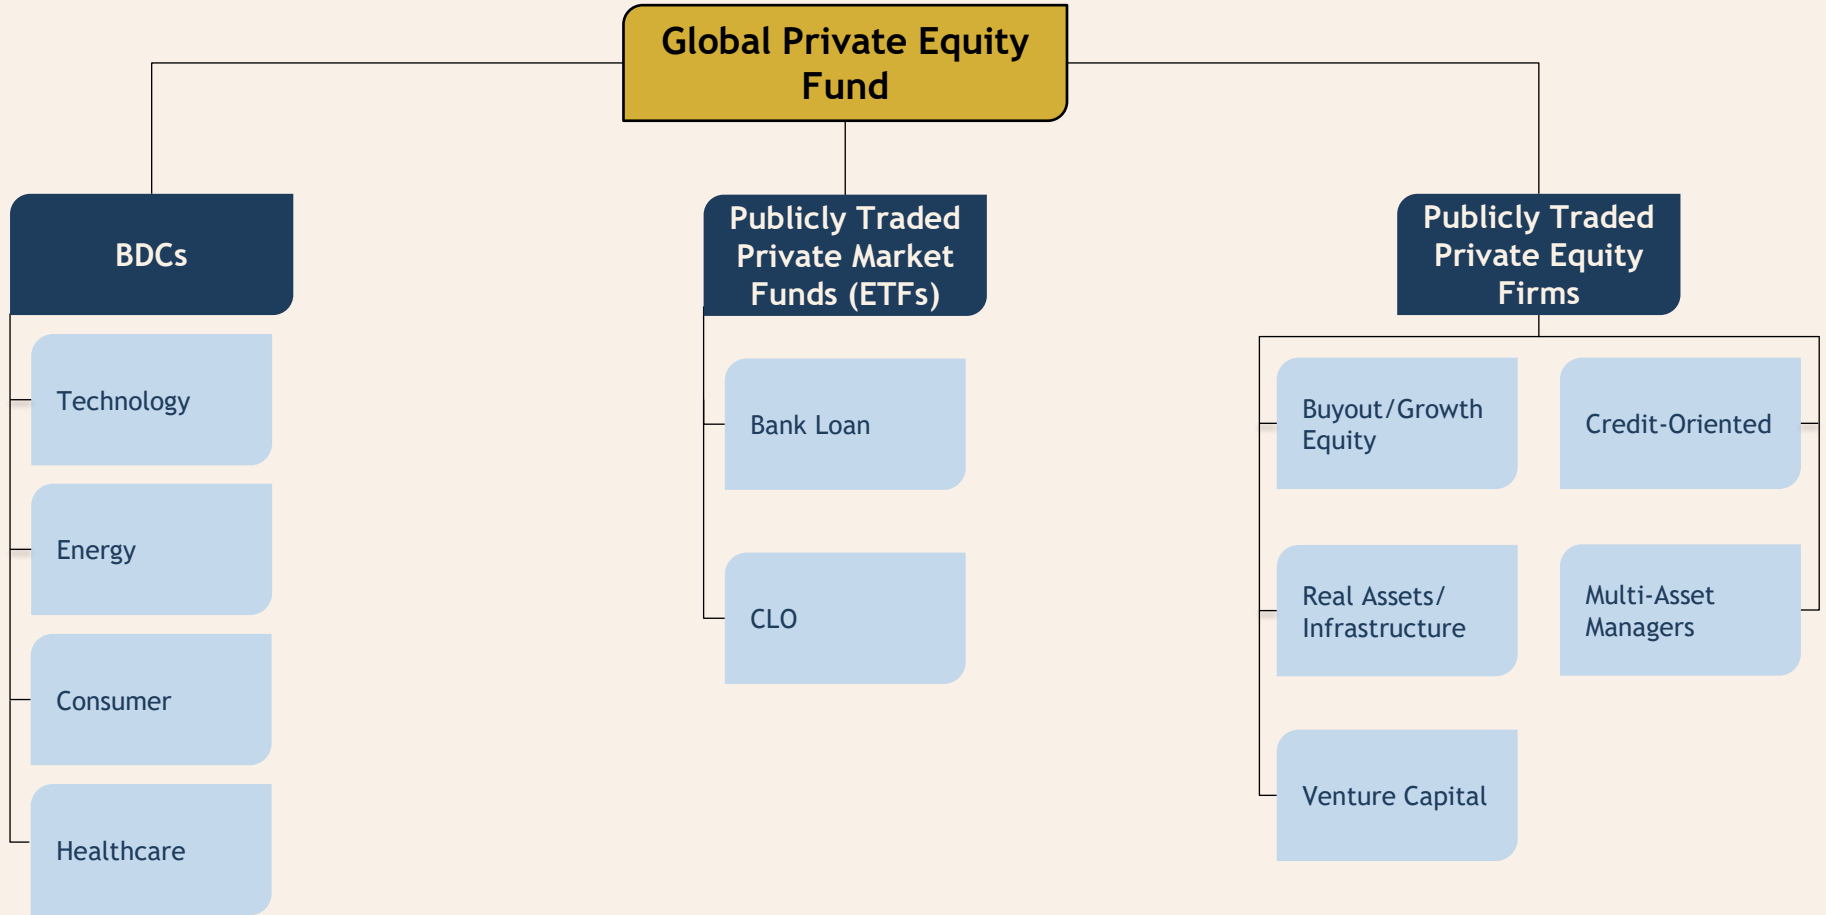 Global Private Equity
Fund
BDCs
Technology
Energy
Consumer
Healthcare
Publicly Traded
Private Market
Funds (ETFs)
Bank Loan
CLO
Publicly Traded
Private Equity
Firms
Buyout/Growth
Equity
Credit-Oriented
Real Assets/
Infrastructure
Multi-Asset
Managers
Venture Capital